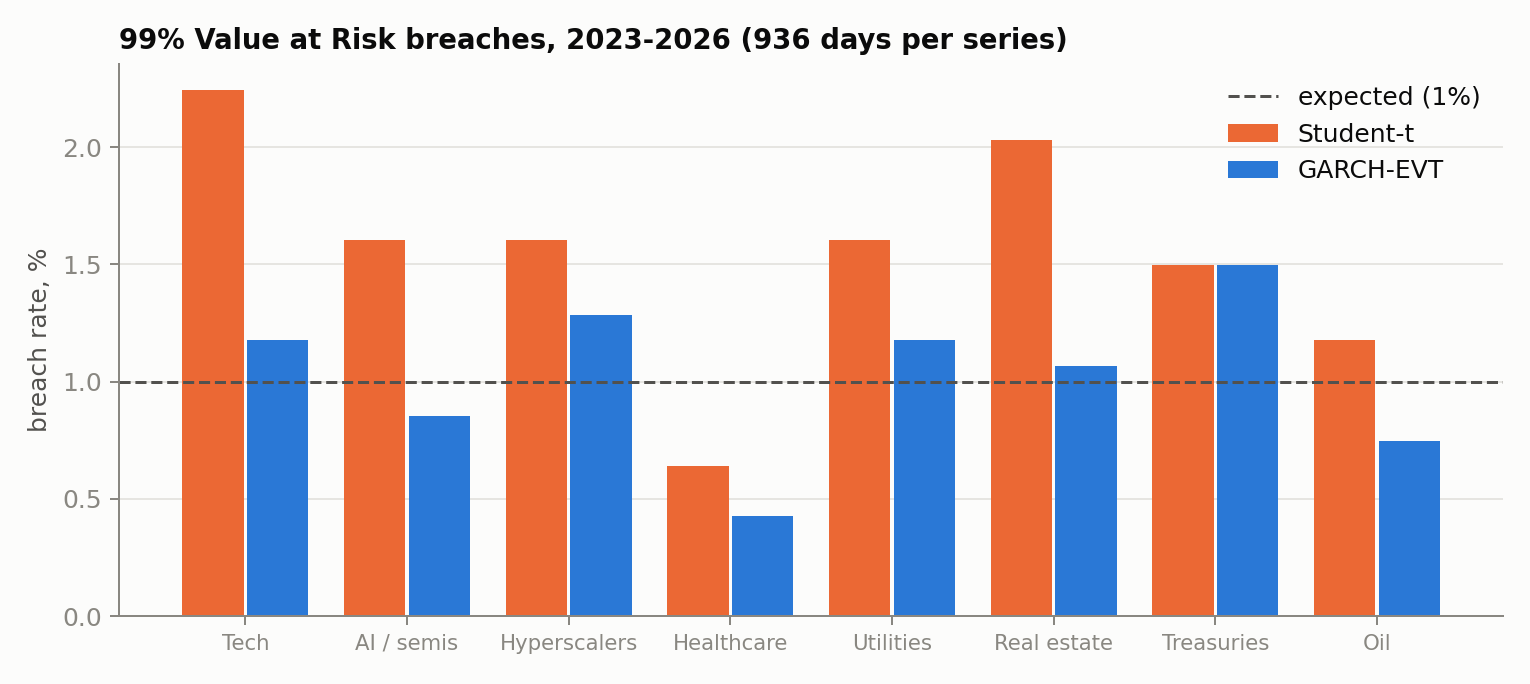 99% Value at Risk breaches, 2023-2026 (936 days per series)
expected (1%)
Student-t
GARCH-EVT
breach rate, %
2.0
1.5
1.0
0.5
0.0
Tech
AI / semis
Hyperscalers
Healthcare
Utilities
Real estate
Treasuries
Oil